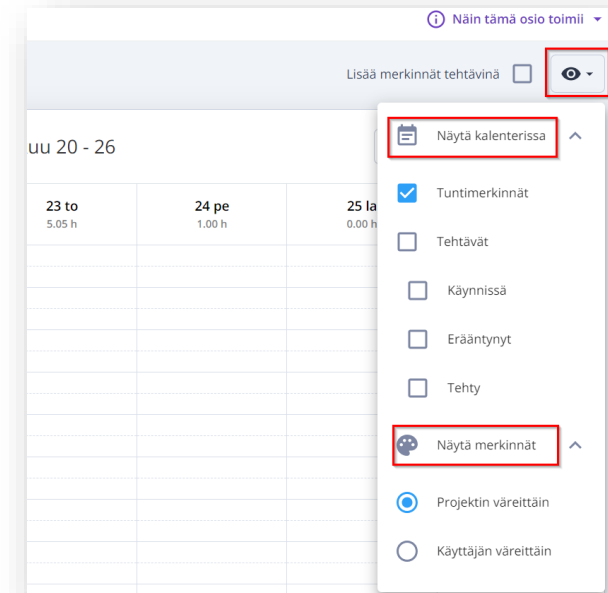 Näin tämä osio toimii
Lisää merkinnät tehtävinä
uu 20 - 26
Näytä kalenterissa
23 to
24 pe
25 la
5.05 h
1.00 h
0.00 h
Tuntimerkinnät
Tehtävät
Käynnissä
Erääntynyt
Tehty
Näytä merkinnät
Projektin väreittäin
Käyttäjän väreittäin